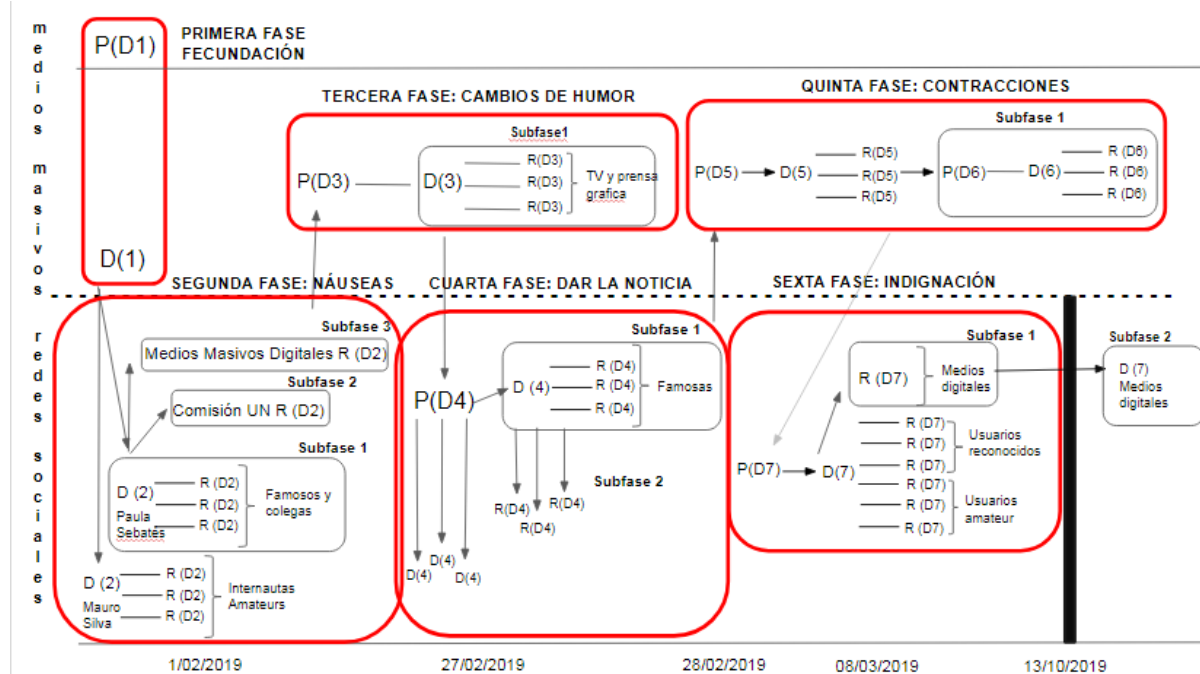 medios masivos
redes sociales
PRIMERA FASE
FECUNDACIÓN
P(D1)
D(1)
TERCERA FASE: CAMBIOS DE HUMOR
Subfase1
P(D3)
D(3)
R(D3)
R(D3)
R(D3)
TV y prensa
grafica
QUINTA FASE: CONTRACCIONES
Subfase 1
P(D5)
D(5)
R(D5)
R(D5)
R(D5)
P(D6)
D(6)
R (D6)
R (D6)
R (D6)
SEGUNDA FASE: NÁUSEAS
Subfase 3
Medios Masivos Digitales R (D2)
Subfase 2
Comisión UN R (D2)
Subfase 1
D (2)
Paula
Sebates
R (D2)
R (D2)
R (D2)
Famosos y
colegas
D (2)
Mauro
Silva
R (D2)
R (D2)
R (D2)
Internautas
Amateurs
CUARTA FASE: DAR LA NOTICIA
Subfase 1
P(D4)
D (4)
R (D4)
R (D4)
R (D4)
Famosas
Subfase 2
R(D4)
R(D4)
R(D4)
D(4)
D(4)
D(4)
SEXTA FASE: INDIGNACIÓN
Subfase 1
R (D7)
Medios
digitales
P(D7)
D(7)
R (D7)
R (D7)
R (D7)
R (D7)
R (D7)
R (D7)
Usuarios
reconocidos
Usuarios
amateur
Subfase 2
D (7)
Medios
digitales
1/02/2019
27/02/2019
28/02/2019
08/03/2019
13/10/2019